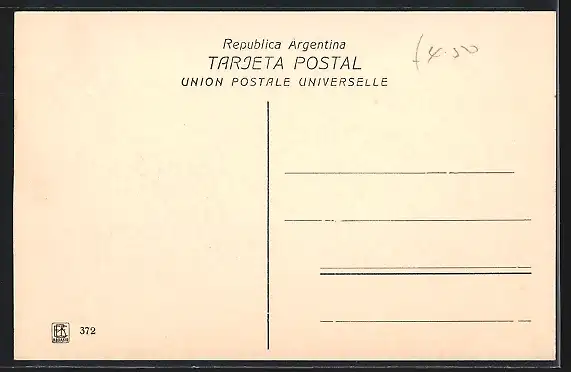 Republica Argentina
TARJETA POSTAL
UNION POSTALE UNIVERSELLE
372